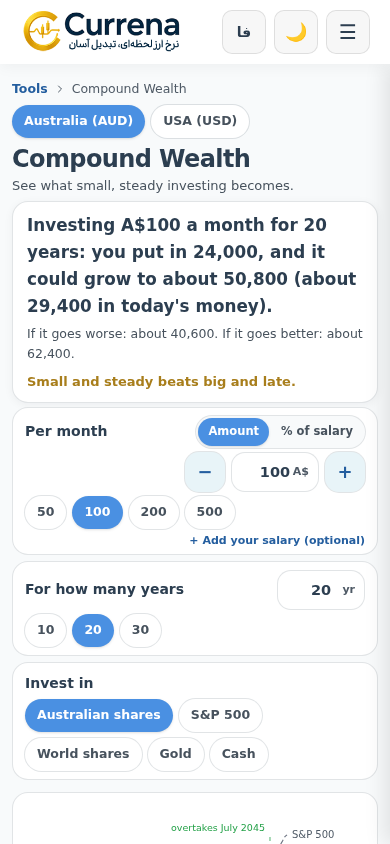 Currena
نرخ ارز لحظه‌ای، تبدیل آسان
فا
Tools > Compound Wealth
Australia (AUD) USA (USD)
Compound Wealth
See what small, steady investing becomes.
Investing A$100 a month for 20
years: you put in 24,000, and it
could grow to about 50,800 (about
29,400 in today's money).
If it goes worse: about 40,600. If it goes better: about
62,400.
Small and steady beats big and late.
Per month Amount % of salary
− 100 A$ +
50 100 200 500
+ Add your salary (optional)
For how many years 20 yr
10 20 30
Invest in
Australian shares S&P 500
World shares Gold Cash
overtakes July 2045
S&P 500